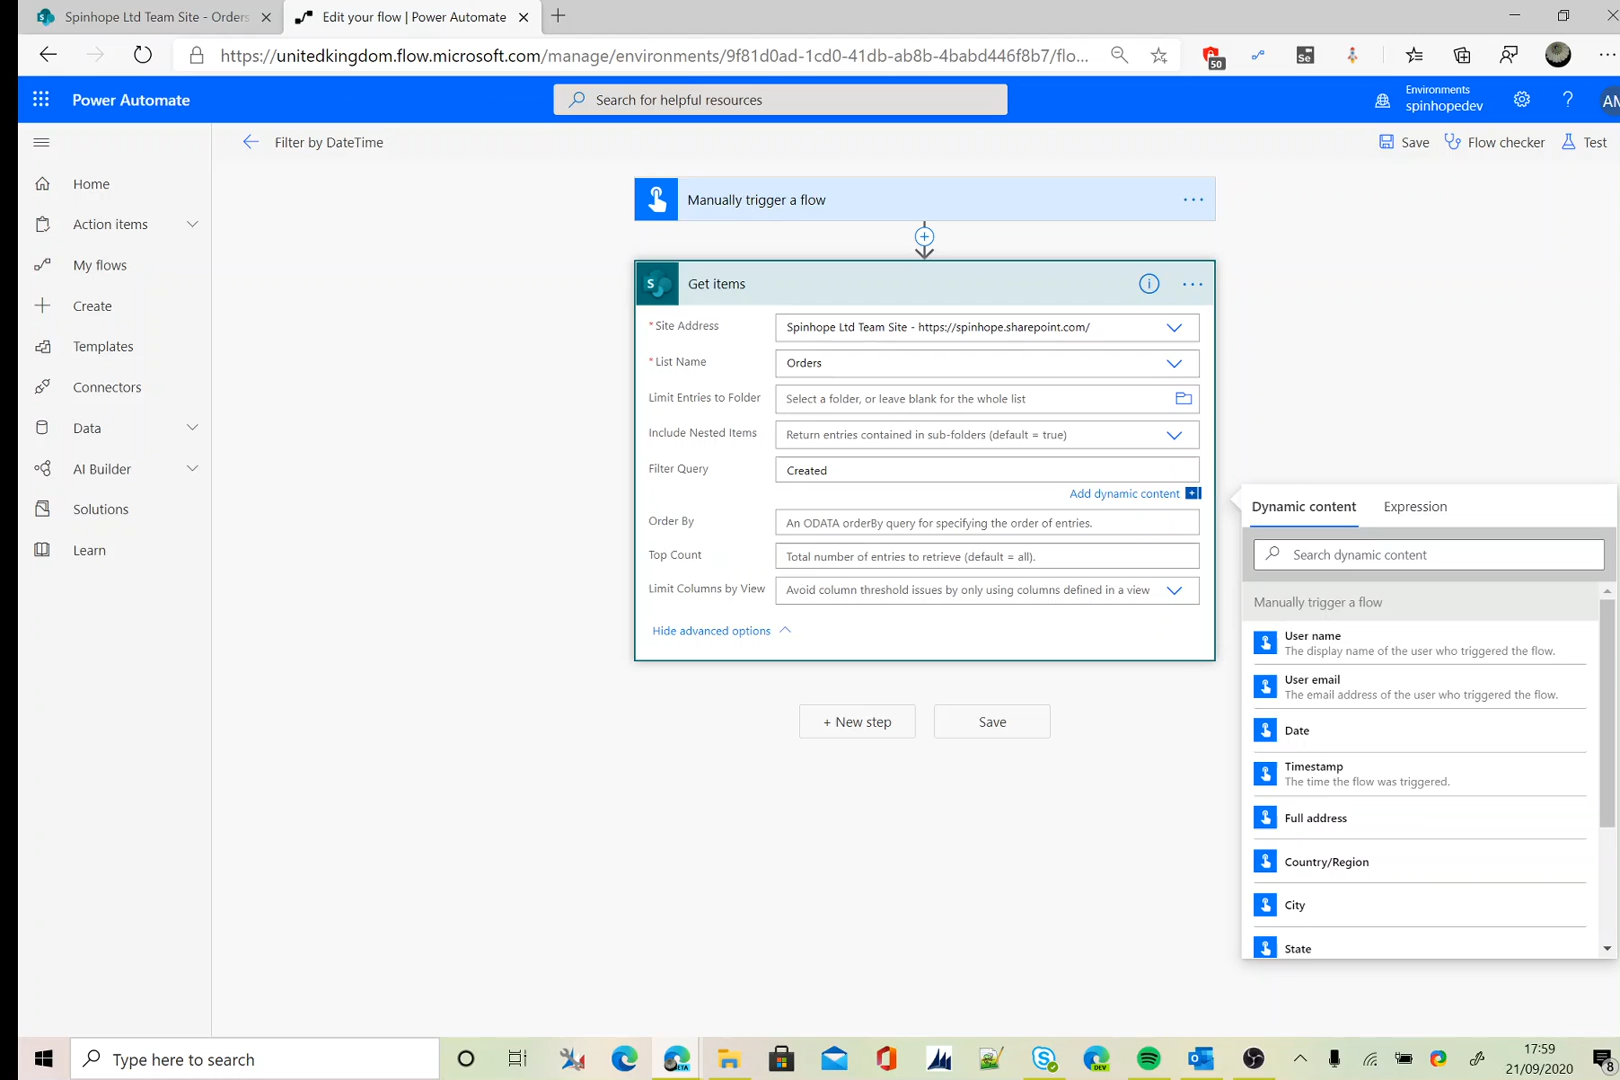 Spinhope Ltd Team Site - Orders
Edit your flow | Power Automate
https://unitedkingdom.flow.microsoft.com/manage/environments/9f81d0ad-1cd0-41db-ab8b-4babd446f8b7/flo...
50
Se
Power Automate
Search for helpful resources
Environments
spinhopedev
?
AM
Filter by DateTime
Save
Flow checker
Test
Home
Action items
My flows
Create
Templates
Connectors
Data
AI Builder
Solutions
Learn
Manually trigger a flow
S
Get items
* Site Address
Spinhope Ltd Team Site - https://spinhope.sharepoint.com/
* List Name
Orders
Limit Entries to Folder
Select a folder, or leave blank for the whole list
Include Nested Items
Return entries contained in sub-folders (default = true)
Filter Query
Created
Add dynamic content
Order By
An ODATA orderBy query for specifying the order of entries.
Top Count
Total number of entries to retrieve (default = all).
Limit Columns by View
Avoid column threshold issues by only using columns defined in a view
Hide advanced options
+ New step
Save
Dynamic content
Expression
Search dynamic content
Manually trigger a flow
User name
The display name of the user who triggered the flow.
User email
The email address of the user who triggered the flow.
Date
Timestamp
The time the flow was triggered.
Full address
Country/Region
City
State
Type here to search
BETA
DEV
17:59
21/09/2020
8